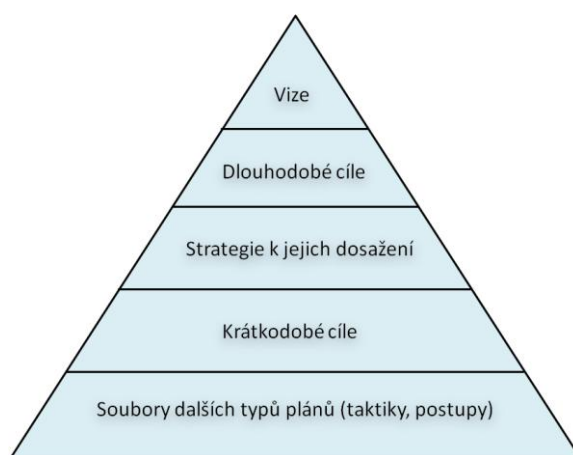 Vize
Dlouhodobé cíle
Strategie k jejich dosažení
Krátkodobé cíle
Soubory dalších typů plánů (taktiky, postupy)